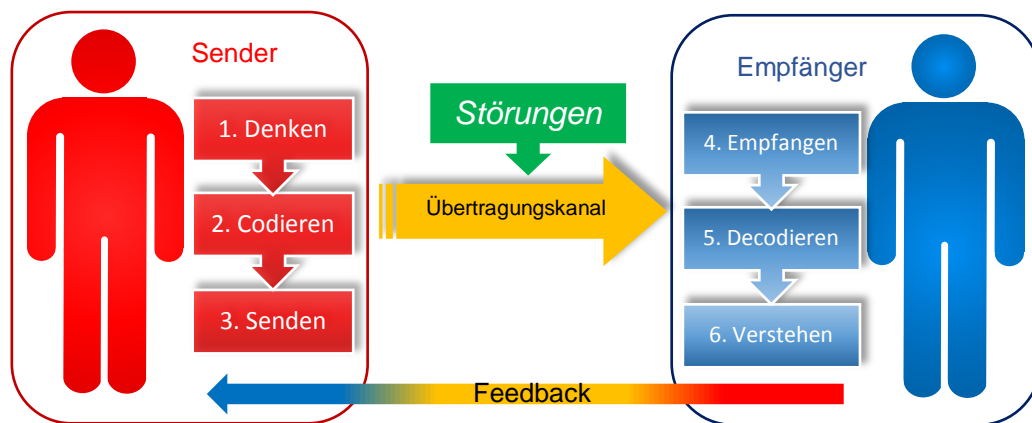 Sender
1. Denken
2. Codieren
3. Senden
Störungen
Übertragungskanal
Empfänger
4. Empfangen
5. Decodieren
6. Verstehen
Feedback